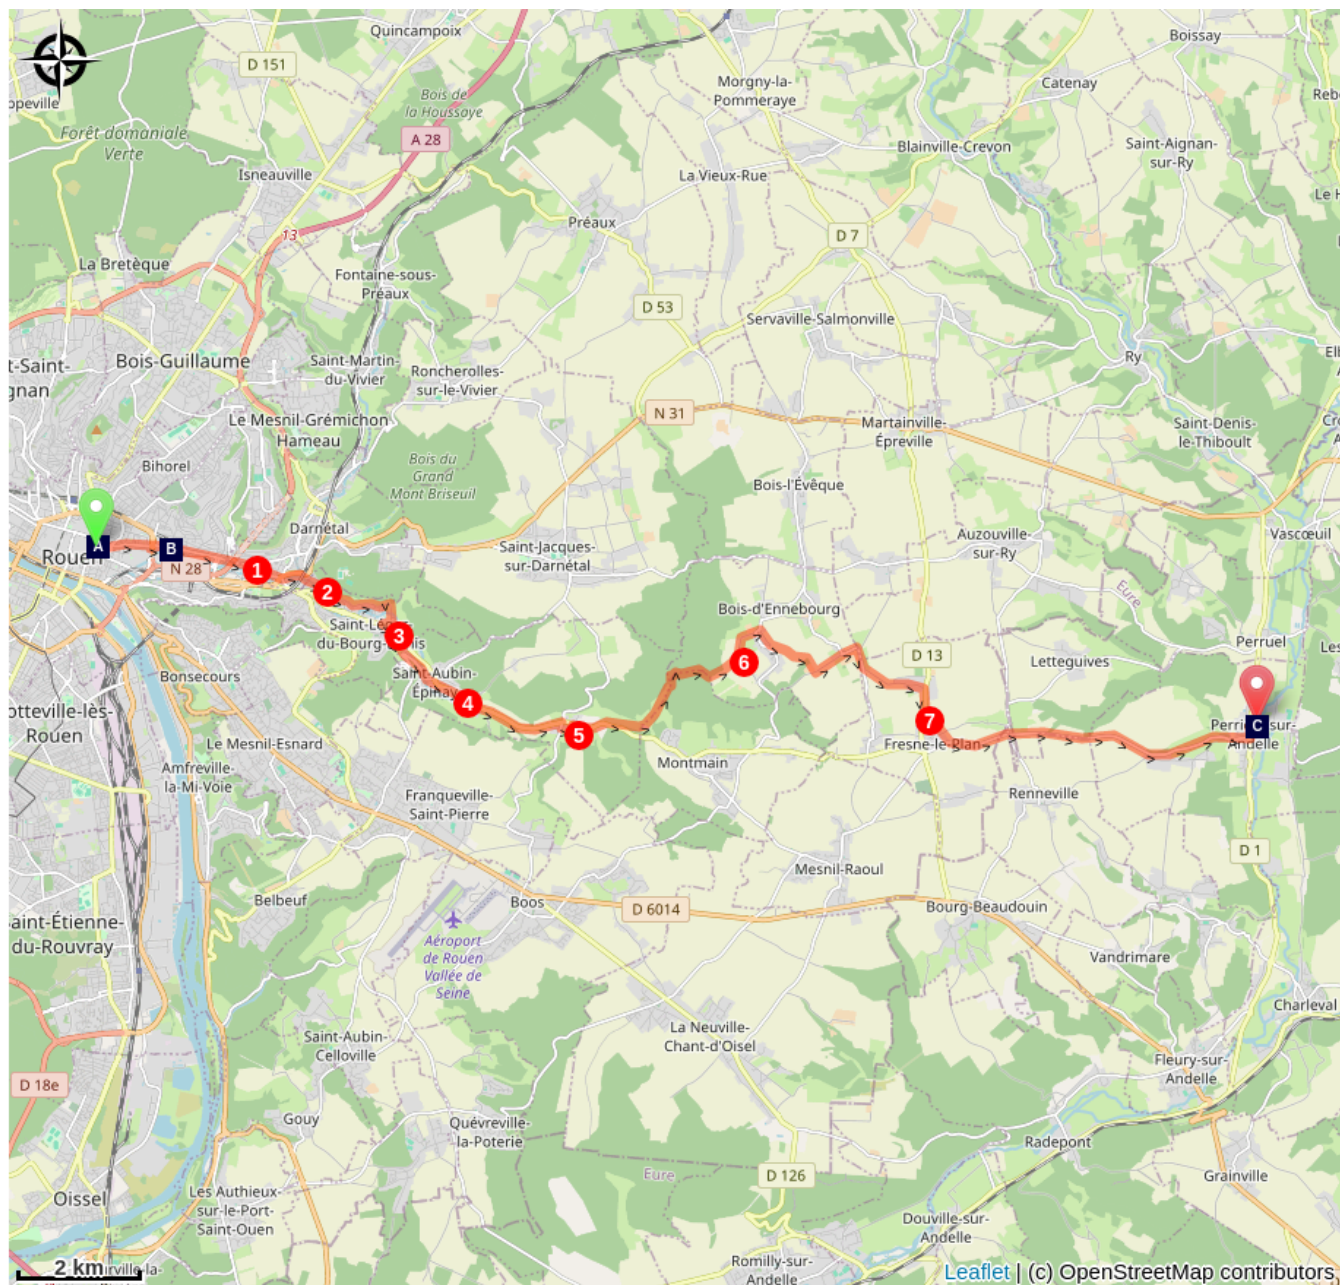 Quincampoix
Boissay
D 151
Morgny-la-
Pommeraye
Catenay
Bois de
la Houssaye
opeville
Reb
Forêt domaniale
Verte
A 28
Blainville-Crevon
Saint-Aignan-
sur-Ry
Isneauville
La Vieux-Rue
Le H
Préaux
13
D 7
La Bretèque
Fontaine-sous-
Préaux
D 53
Servaville-Salmonville
Ry
t-Saint-
gnan
Bois-Guillaume
Saint-Martin-
du-Vivier
Roncherolles-
sur-le-Vivier
N 31
Le Mesnil-Grémichon
Hameau
Martainville-
Épreville
Saint-Denis-
le-Thiboult
Bihorel
Bois du
Grand
Mont Briseuil
Bois-l'Évêque
Darnétal
Auzouville-
sur-Ry
Vascœuil
A
B
Rouen
Saint-Jacques-
sur-Darnétal
N 28
1
2
Eure
Bois-d'Ennebourg
3
Perruel
Les
D 13
Letteguives
6
Bonsecours
Saint-Aubin-
Épinay
4
otteville-lès-
Rouen
7
C
5
Andelle
Le Mesnil-Esnard
Fresne-le-Plan
Montmain
Amfreville-
la-Mi-Voie
Franqueville-
Saint-Pierre
Renneville
D 1
Mesnil-Raoul
Belbeuf
Boos
D 6014
Bourg-Beaudouin
aint-Étienne-
du-Rouvray
Aéroport
de Rouen
Vallée de
Seine
Vandrimare
Charleval
Saint-Aubin-
Celloville
La Neuville-
Chant-d'Oisel
Fleury-sur-
Andelle
D 18e
Gouy
Quévreville-
la-Poterie
Radepont
Eure
D 126
Grainville
Oissel
Les Authieux-
sur-le-Port-
Saint-Ouen
Douville-sur-
Andelle
2 km
Romilly-sur-
Andelle
Leaflet | (c) OpenStreetMap contributors